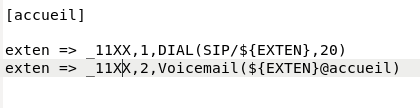 [accueil]
exten => _11XX,1,DIAL(SIP/${EXTEN},20)
exten => _11XX,2,Voicemail(${EXTEN}@accueil)